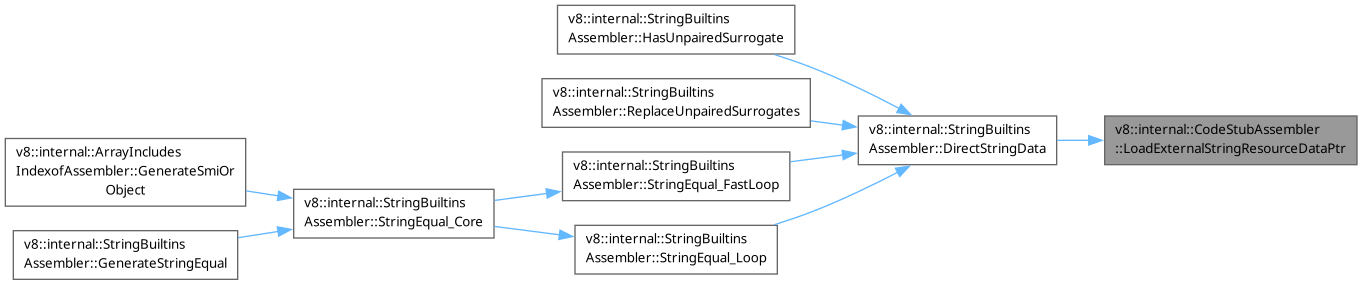 v8::internal::StringBuiltins
Assembler::HasUnpairedSurrogate
v8::internal::StringBuiltins
Assembler::ReplaceUnpairedSurrogates
v8::internal::StringBuiltins
Assembler::DirectStringData
v8::internal::CodeStubAssembler
::LoadExternalStringResourceDataPtr
v8::internal::ArrayIncludes
IndexofAssembler::GenerateSmiOr
Object
v8::internal::StringBuiltins
Assembler::StringEqual_FastLoop
v8::internal::StringBuiltins
Assembler::StringEqual_Core
v8::internal::StringBuiltins
Assembler::GenerateStringEqual
v8::internal::StringBuiltins
Assembler::StringEqual_Loop